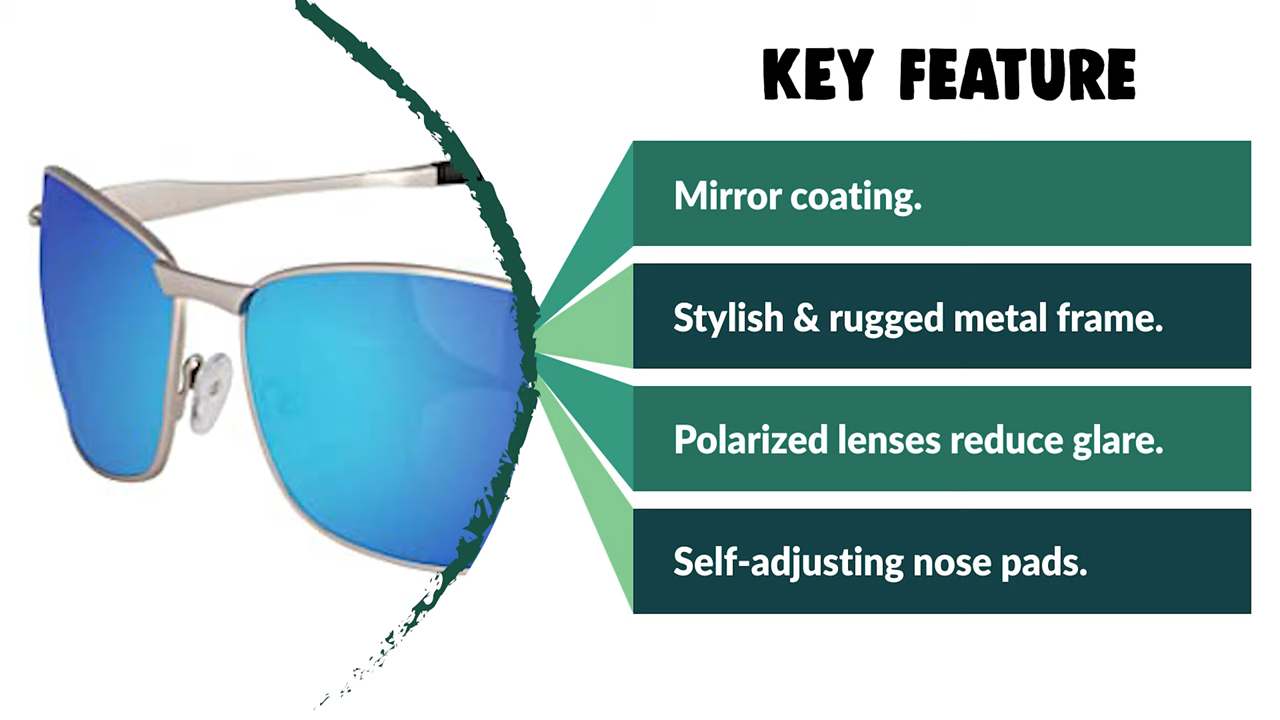 KEY FEATURE
Mirror coating.
Stylish & rugged metal frame.
Polarized lenses reduce glare.
Self-adjusting nose pads.